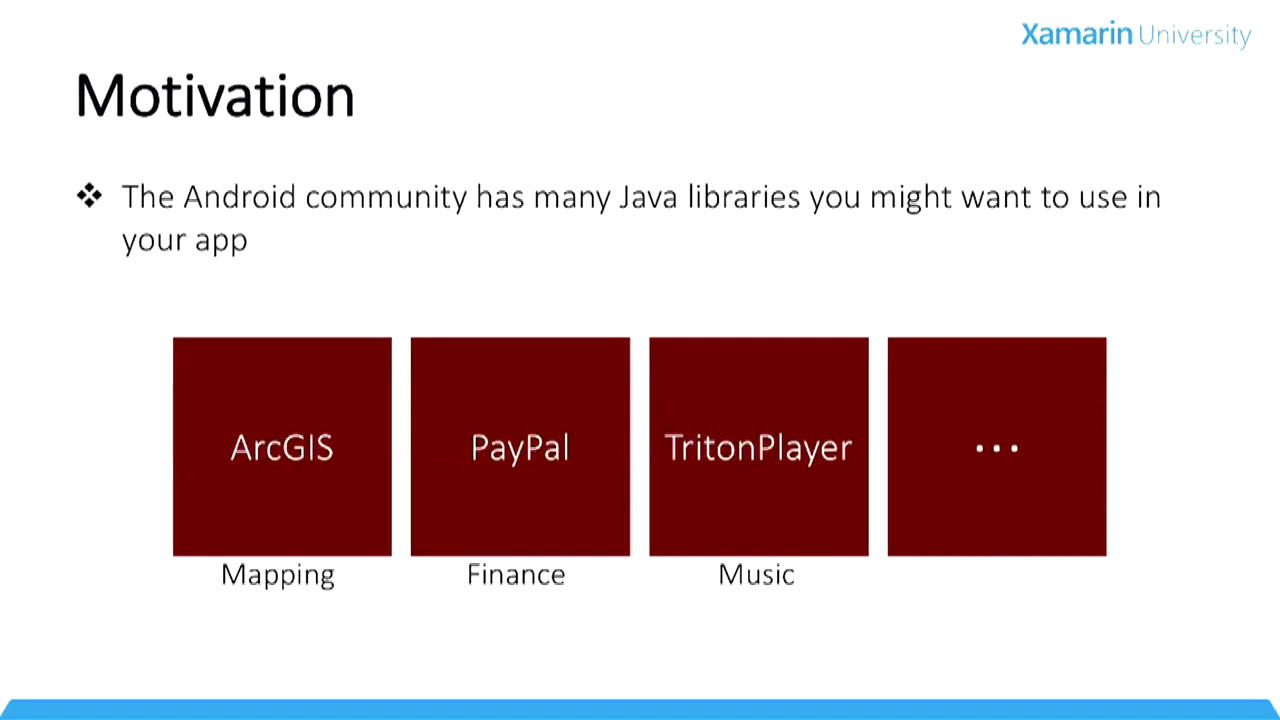 Xamarin University
Motivation
❖ The Android community has many Java libraries you might want to use in
your app
ArcGIS
PayPal
TritonPlayer
...
Mapping
Finance
Music